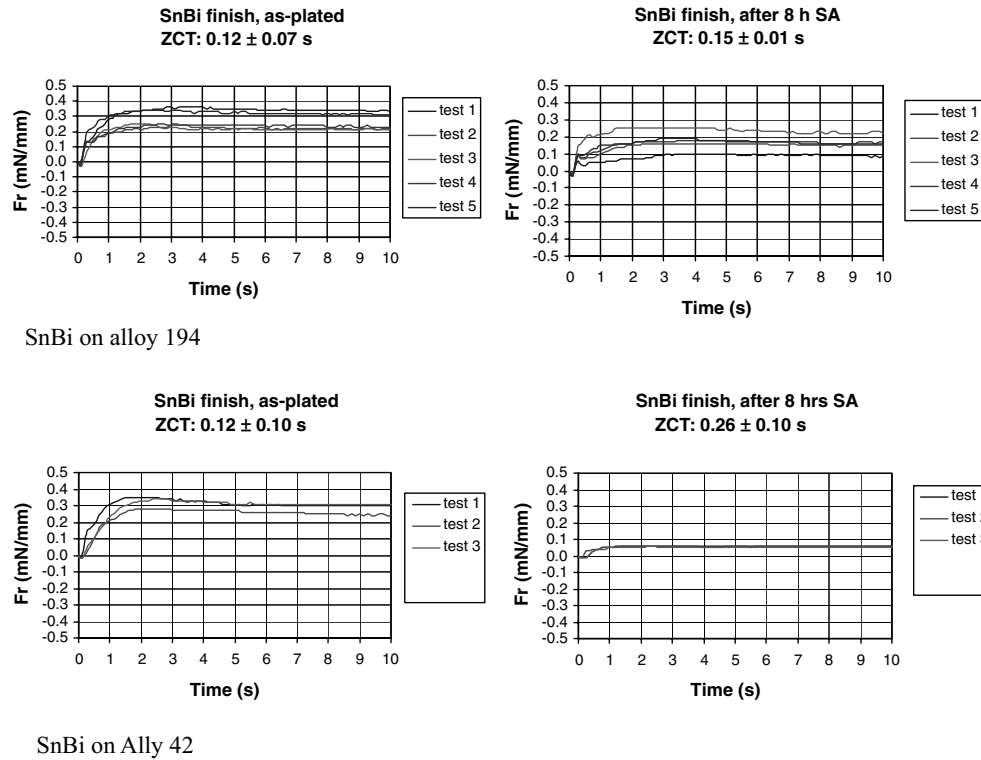 SnBi finish, as-plated
ZCT: 0.12 ± 0.07 s
0.5
0.4
0.3
0.2
0.1
0.0
-0.1
-0.2
-0.3
-0.4
-0.5
Fr (mN/mm)
0 1 2 3 4 5 6 7 8 9 10
Time (s)
test 1
test 2
test 3
test 4
test 5
SnBi finish, after 8 h SA
ZCT: 0.15 ± 0.01 s
0.5
0.4
0.3
0.2
0.1
0.0
-0.1
-0.2
-0.3
-0.4
-0.5
Fr (mN/mm)
0 1 2 3 4 5 6 7 8 9 10
Time (s)
test 1
test 2
test 3
test 4
test 5
SnBi on alloy 194
SnBi finish, as-plated
ZCT: 0.12 ± 0.10 s
0.5
0.4
0.3
0.2
0.1
0.0
-0.1
-0.2
-0.3
-0.4
-0.5
Fr (mN/mm)
0 1 2 3 4 5 6 7 8 9 10
Time (s)
test 1
test 2
test 3
SnBi finish, after 8 hrs SA
ZCT: 0.26 ± 0.10 s
0.5
0.4
0.3
0.2
0.1
0.0
-0.1
-0.2
-0.3
-0.4
-0.5
Fr (mN/mm)
0 1 2 3 4 5 6 7 8 9 10
Time (s)
test
test
test
SnBi on Ally 42